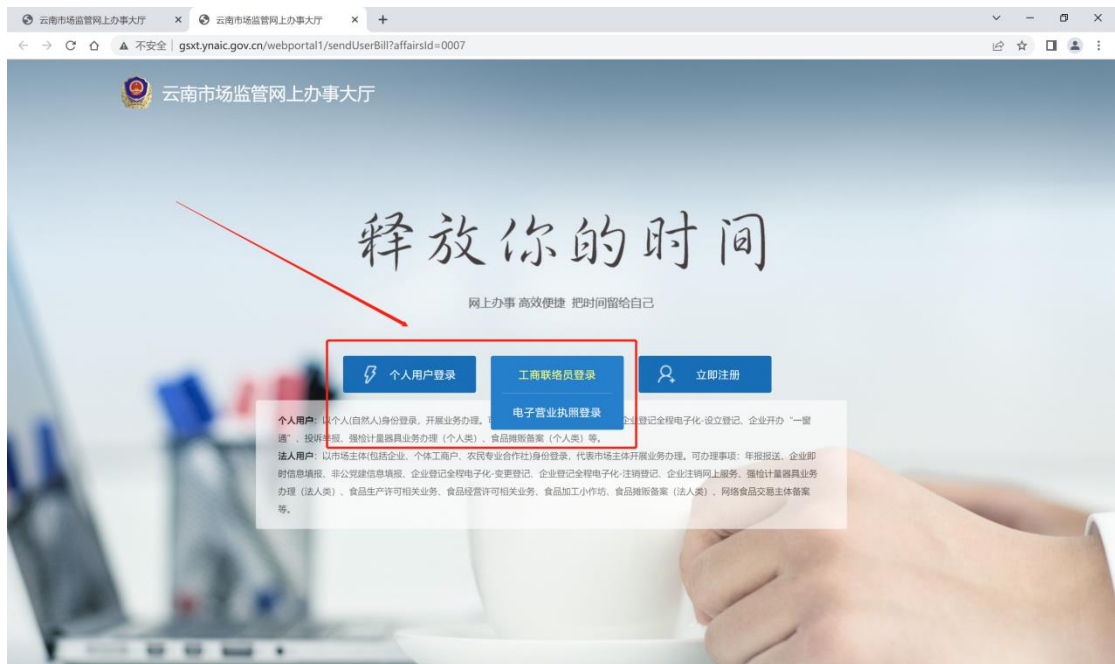 云南市场监管网上办事大厅
云南市场监管网上办事大厅
不安全 gsxt.ynaic.gov.cn/webportal1/sendUserBill?affairsId=0007
云南市场监管网上办事大厅
释放你的时间
网上办事 高效便捷 把时间留给自己
个人用户登录
工商联络员登录
立即注册
电子营业执照登录
个人用户：以个人(自然人)身份登录，开展业务办理。 企业登记全程电子化-设立登记、企业开办“一窗
通”、投诉举报、强检计量器具业务办理（个人类）、食品摊贩备案（个人类）等。
法人用户：以市场主体(包括企业、个体工商户、农民专业合作社)身份登录，代表市场主体开展业务办理。可办理事项：年报报送、企业即
时信息填报、非公党建信息填报、企业登记全程电子化-变更登记、企业登记全程电子化-注销登记、企业注销网上服务、强检计量器具业务
办理（法人类）、食品生产许可相关业务、食品经营许可相关业务、食品加工小作坊、食品摊贩备案（法人类）、网络食品交易主体备案
等。